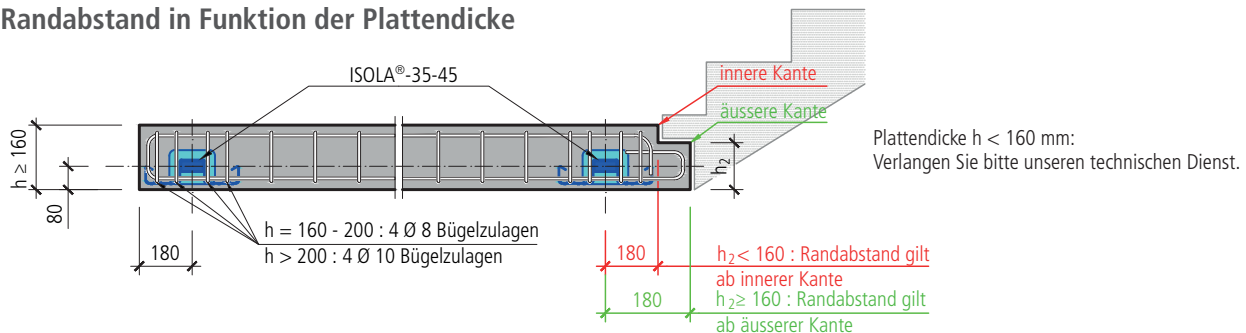 Randabstand in Funktion der Plattendicke
ISOLA®-35-45
innere Kante
äussere Kante
Plattendicke h < 160 mm:
Verlangen Sie bitte unseren technischen Dienst.
h ≥ 160
h2
80
180
h = 160 - 200 : 4 Ø 8 Bügelzulagen
h > 200 : 4 Ø 10 Bügelzulagen
180
h2 < 160 : Randabstand gilt
ab innerer Kante
180
h2 ≥ 160 : Randabstand gilt
ab äusserer Kante